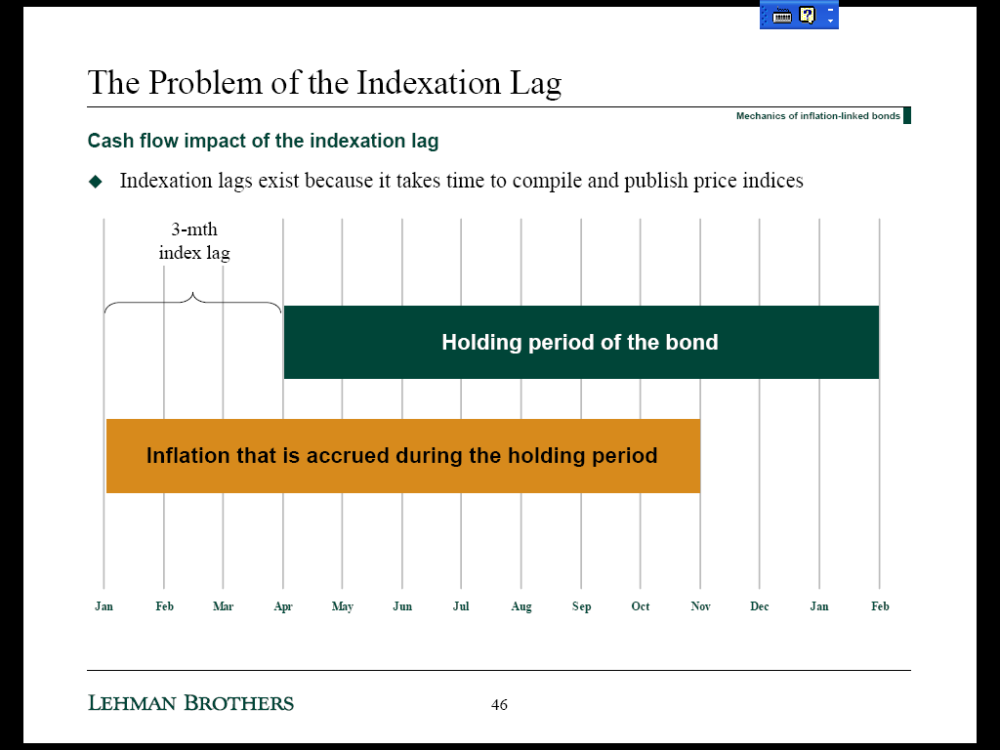 The Problem of the Indexation Lag
Mechanics of inflation-linked bonds
Cash flow impact of the indexation lag
Indexation lags exist because it takes time to compile and publish price indices
3-mth
index lag
Holding period of the bond
Inflation that is accrued during the holding period
Jan Feb Mar Apr May Jun Jul Aug Sep Oct Nov Dec Jan Feb
LEHMAN BROTHERS
46